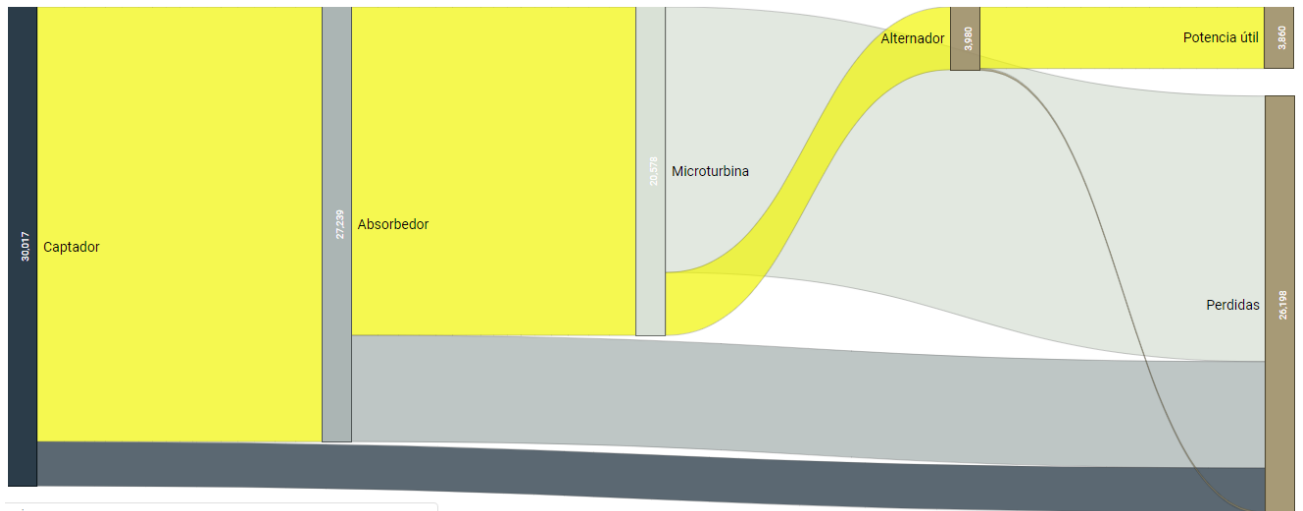 30,017
Captador
27,239
Absorbedor
20,578
Microturbina
Alternador
3,980
Potencia útil
3,860
Perdidas
26,198